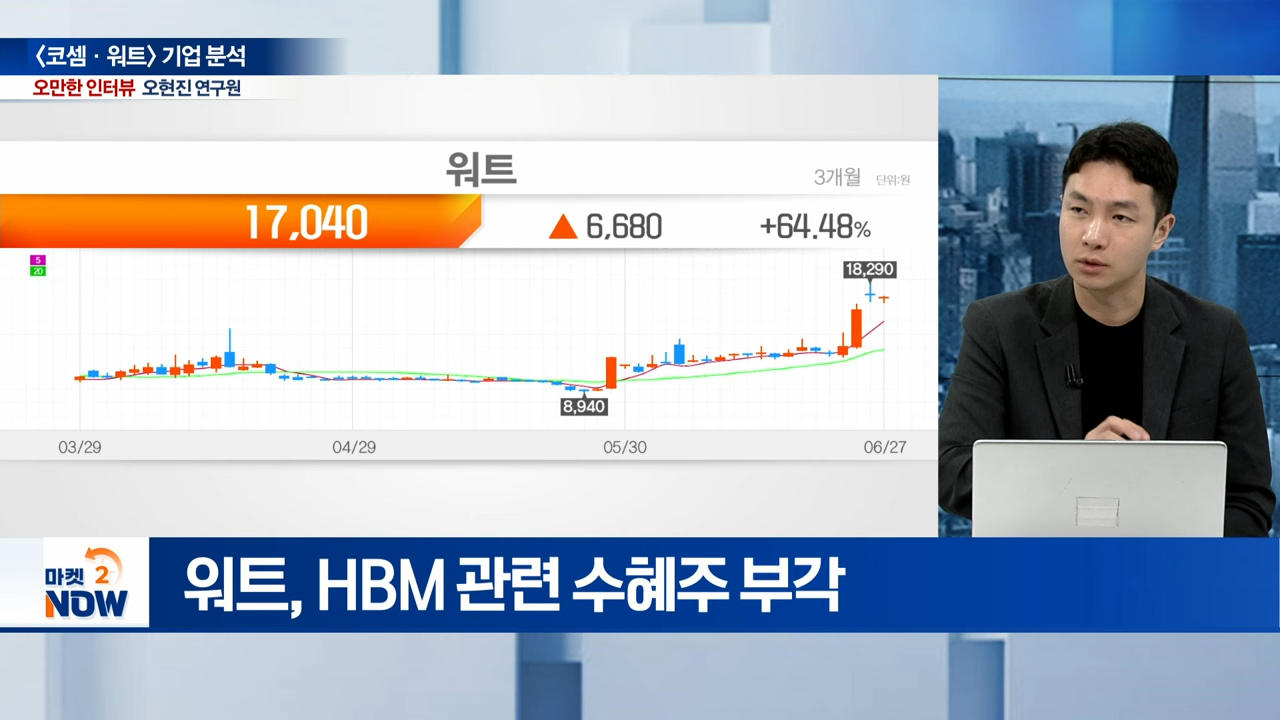 <코셈 · 워트> 기업 분석
오만한 인터뷰 오현진 연구원
워트
3개월 단위:원
17,040 ▲ 6,680 +64.48%
5
20
18,290
8,940
03/29 04/29 05/30 06/27
마켓 2
NOW
워트, HBM 관련 수혜주 부각